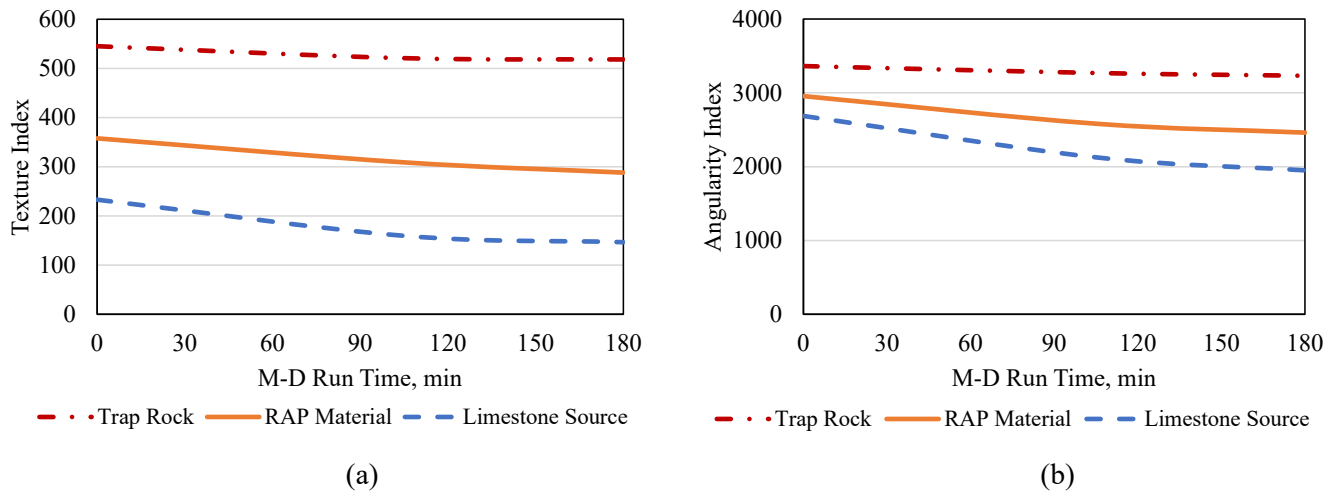 600
500
400
300
200
100
0
Texture Index
0 30 60 90 120 150 180
M-D Run Time, min
Trap Rock RAP Material Limestone Source
(a)
4000
3000
2000
1000
0
Angularity Index
0 30 60 90 120 150 180
M-D Run Time, min
Trap Rock RAP Material Limestone Source
(b)